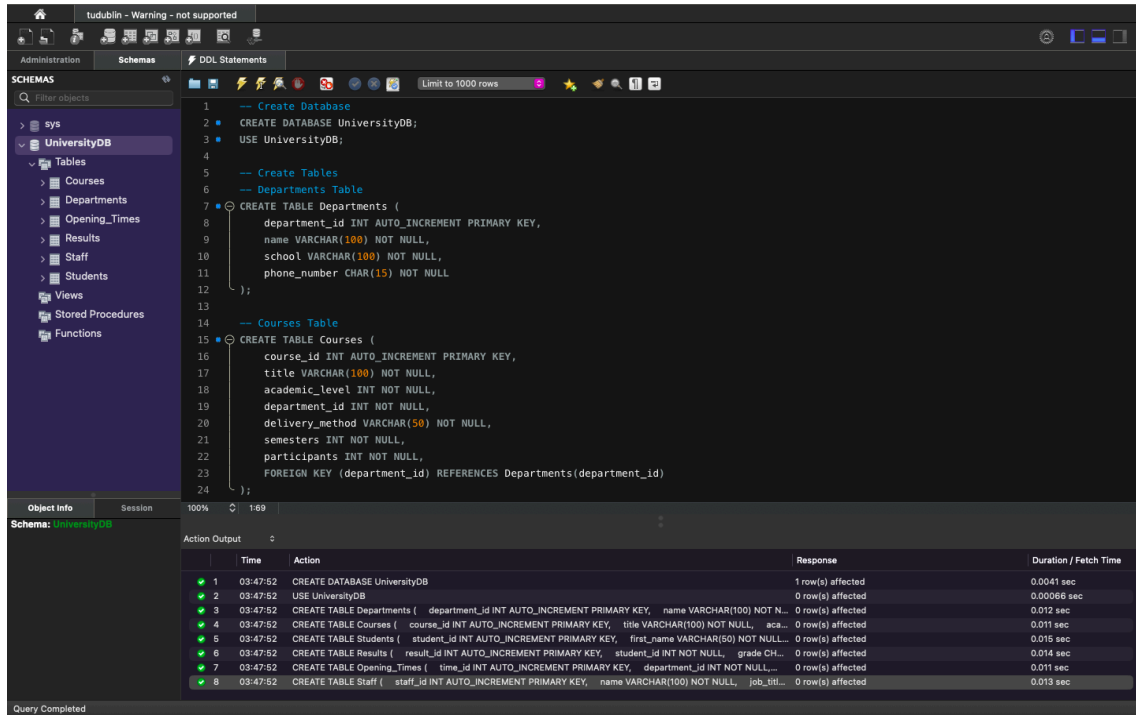 tudublin - Warning - not supported
Administration Schemas DDL Statements
SCHEMAS
Limit to 1000 rows
Filter objects
sys
UniversityDB
Tables
Courses
Departments
Opening_Times
Results
Staff
Students
Views
Stored Procedures
Functions
1 -- Create Database
2 CREATE DATABASE UniversityDB;
3 USE UniversityDB;
4
5 -- Create Tables
6 -- Departments Table
7 CREATE TABLE Departments (
8 department_id INT AUTO_INCREMENT PRIMARY KEY,
9 name VARCHAR(100) NOT NULL,
10 school VARCHAR(100) NOT NULL,
11 phone_number CHAR(15) NOT NULL
12 );
13
14 -- Courses Table
15 CREATE TABLE Courses (
16 course_id INT AUTO_INCREMENT PRIMARY KEY,
17 title VARCHAR(100) NOT NULL,
18 academic_level INT NOT NULL,
19 department_id INT NOT NULL,
20 delivery_method VARCHAR(50) NOT NULL,
21 semesters INT NOT NULL,
22 participants INT NOT NULL,
23 FOREIGN KEY (department_id) REFERENCES Departments(department_id)
24 );
Object Info Session
100% 1:69
Schema: UniversityDB
Action Output
Time Action Response Duration / Fetch Time
1 03:47:52 CREATE DATABASE UniversityDB 1 row(s) affected 0.0041 sec
2 03:47:52 USE UniversityDB 0 row(s) affected 0.00066 sec
3 03:47:52 CREATE TABLE Departments ( department_id INT AUTO_INCREMENT PRIMARY KEY, name VARCHAR(100) NOT N... 0 row(s) affected 0.012 sec
4 03:47:52 CREATE TABLE Courses ( course_id INT AUTO_INCREMENT PRIMARY KEY, title VARCHAR(100) NOT NULL, aca... 0 row(s) affected 0.011 sec
5 03:47:52 CREATE TABLE Students ( student_id INT AUTO_INCREMENT PRIMARY KEY, first_name VARCHAR(50) NOT NULL... 0 row(s) affected 0.015 sec
6 03:47:52 CREATE TABLE Results ( result_id INT AUTO_INCREMENT PRIMARY KEY, student_id INT NOT NULL, grade CH... 0 row(s) affected 0.014 sec
7 03:47:52 CREATE TABLE Opening_Times ( time_id INT AUTO_INCREMENT PRIMARY KEY, department_id INT NOT NULL,... 0 row(s) affected 0.011 sec
8 03:47:52 CREATE TABLE Staff ( staff_id INT AUTO_INCREMENT PRIMARY KEY, name VARCHAR(100) NOT NULL, job_titl... 0 row(s) affected 0.013 sec
Query Completed